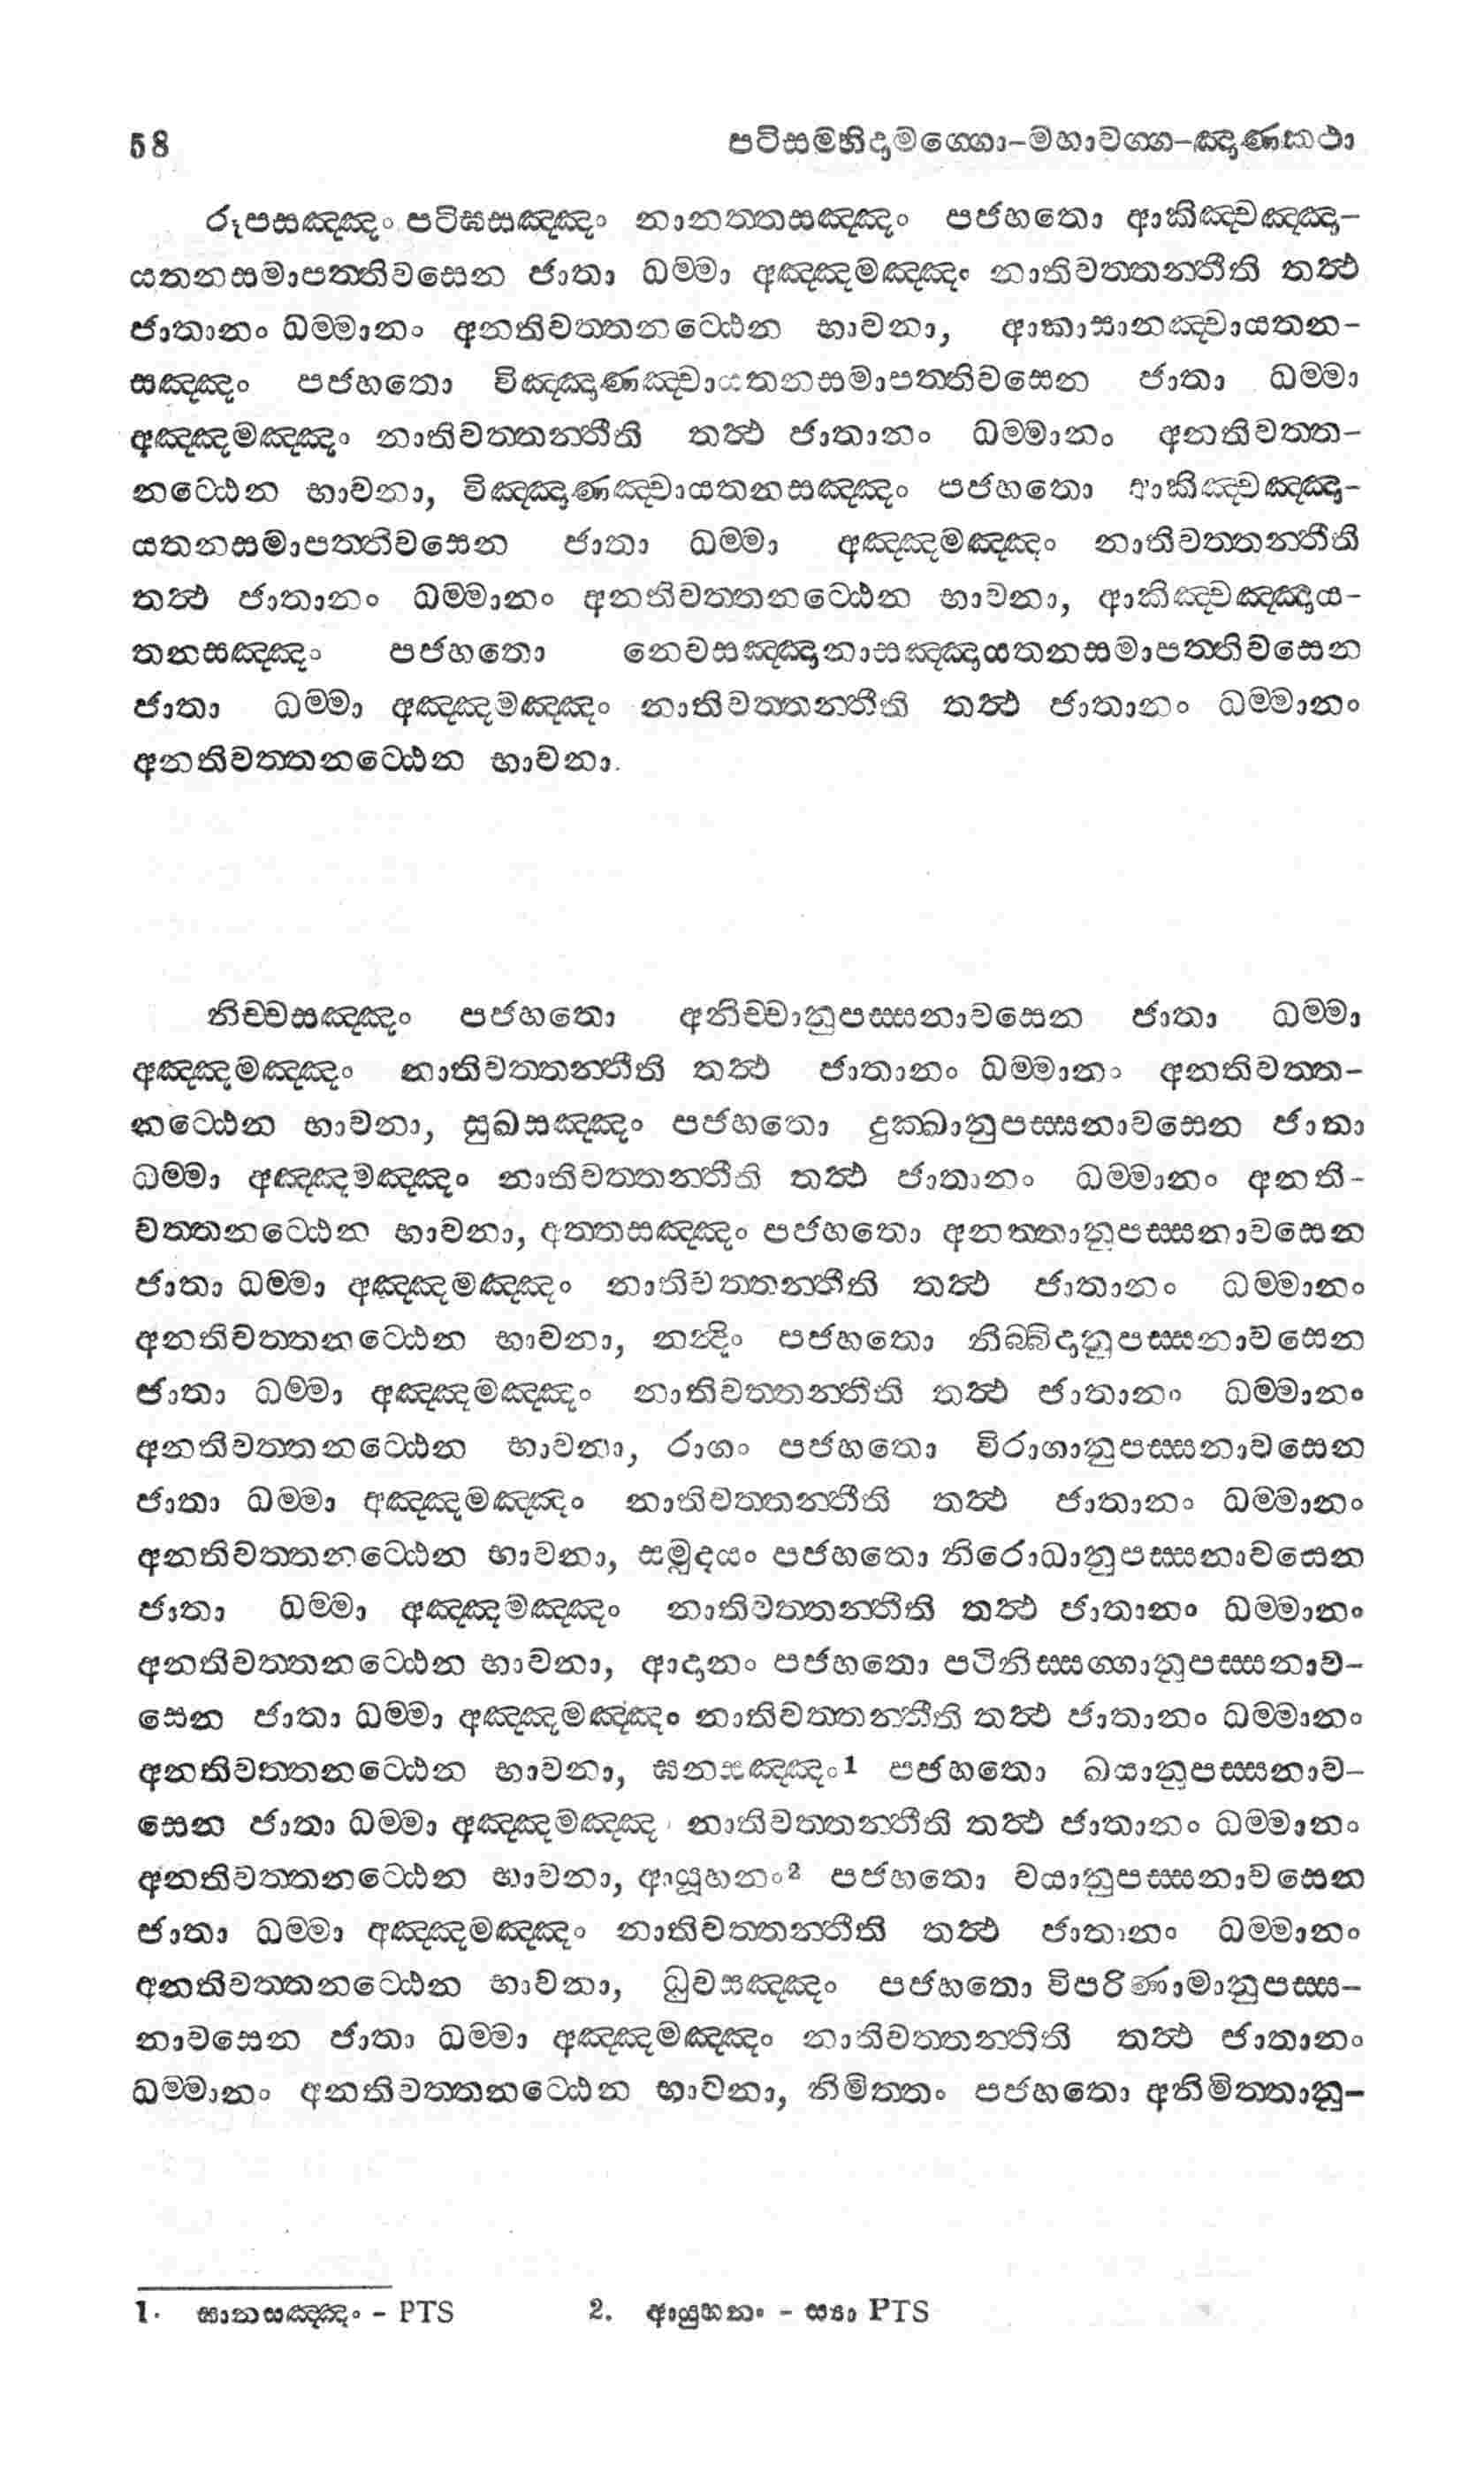 58 පටිසම්භිදාමග්ගො-මහාවග්ග-ඤාණකථා
රූපසඤ්ඤං පටිඝසඤ්ඤං නානත්තසඤ්ඤං පජහතො ආකිඤ්චඤ්ඤා-
යතනසමාපත්තිවසෙන ජාතා ධම්මා අඤ්ඤමඤ්ඤං නාතිවත්තන්තීති තත්ථ
ජාතානං ධම්මානං අනතිවත්තනට්ඨෙන භාවනා, ආකාසානඤ්චායතන-
සඤ්ඤං පජහතො විඤ්ඤාණඤ්චායතනසමාපත්තිවසෙන ජාතා ධම්මා
අඤ්ඤමඤ්ඤං නාතිවත්තන්තීති තත්ථ ජාතානං ධම්මානං අනතිවත්ත-
නට්ඨෙන භාවනා, විඤ්ඤාණඤ්චායතනසඤ්ඤං පජහතො ආකිඤ්චඤ්ඤා-
යතනසමාපත්තිවසෙන ජාතා ධම්මා අඤ්ඤමඤ්ඤං නාතිවත්තන්තීති
තත්ථ ජාතානං ධම්මානං අනතිවත්තනට්ඨෙන භාවනා, ආකිඤ්චඤ්ඤාය-
තනසඤ්ඤං පජහතො නෙවසඤ්ඤානාසඤ්ඤායතනසමාපත්තිවසෙන
ජාතා ධම්මා අඤ්ඤමඤ්ඤං නාතිවත්තන්තීති තත්ථ ජාතානං ධම්මානං
අනතිවත්තනට්ඨෙන භාවනා.
නිච්චසඤ්ඤං පජහතො අනිච්චානුපස්සනාවසෙන ජාතා ධම්මා
අඤ්ඤමඤ්ඤං නාතිවත්තන්තීති තත්ථ ජාතානං ධම්මානං අනතිවත්ත-
නට්ඨෙන භාවනා, සුඛසඤ්ඤං පජහතො දුක්ඛානුපස්සනාවසෙන ජාතා
ධම්මා අඤ්ඤමඤ්ඤං නාතිවත්තන්තීති තත්ථ ජාතානං ධම්මානං අනති-
වත්තනට්ඨෙන භාවනා, අත්තසඤ්ඤං පජහතො අනත්තානුපස්සනාවසෙන
ජාතා ධම්මා අඤ්ඤමඤ්ඤං නාතිවත්තන්තීති තත්ථ ජාතානං ධම්මානං
අනතිවත්තනට්ඨෙන භාවනා, නන්දිං පජහතො නිබ්බිදානුපස්සනාවසෙන
ජාතා ධම්මා අඤ්ඤමඤ්ඤං නාතිවත්තන්තීති තත්ථ ජාතානං ධම්මානං
අනතිවත්තනට්ඨෙන භාවනා, රාගං පජහතො විරාගානුපස්සනාවසෙන
ජාතා ධම්මා අඤ්ඤමඤ්ඤං නාතිවත්තන්තීති තත්ථ ජාතානං ධම්මානං
අනතිවත්තනට්ඨෙන භාවනා, සමුදයං පජහතො නිරොධානුපස්සනාවසෙන
ජාතා ධම්මා අඤ්ඤමඤ්ඤං නාතිවත්තන්තීති තත්ථ ජාතානං ධම්මානං
අනතිවත්තනට්ඨෙන භාවනා, ආදානං පජහතො පටිනිස්සග්ගානුපස්සනාව-
සෙන ජාතා ධම්මා අඤ්ඤමඤ්ඤං නාතිවත්තන්තීති තත්ථ ජාතානං ධම්මානං
අනතිවත්තනට්ඨෙන භාවනා, ඝනසඤ්ඤං1 පජහතො ඛයානුපස්සනාව-
සෙන ජාතා ධම්මා අඤ්ඤමඤ්ඤං නාතිවත්තන්තීති තත්ථ ජාතානං ධම්මානං
අනතිවත්තනට්ඨෙන භාවනා, ආයූහනං2 පජහතො වයානුපස්සනාවසෙන
ජාතා ධම්මා අඤ්ඤමඤ්ඤං නාතිවත්තන්තීති තත්ථ ජාතානං ධම්මානං
අනතිවත්තනට්ඨෙන භාවනා, ධුවසඤ්ඤං පජහතො විපරිණාමානුපස්ස-
නාවසෙන ජාතා ධම්මා අඤ්ඤමඤ්ඤං නාතිවත්තන්තිති තත්ථ ජාතානං
ධම්මානං අනතිවත්තනට්ඨෙන භාවනා, නිමිත්තං පජහතො අනිමිත්තානු-
1. ඝානසඤ්ඤං - PTS 2. ආයුහනං - ස්‍යා PTS